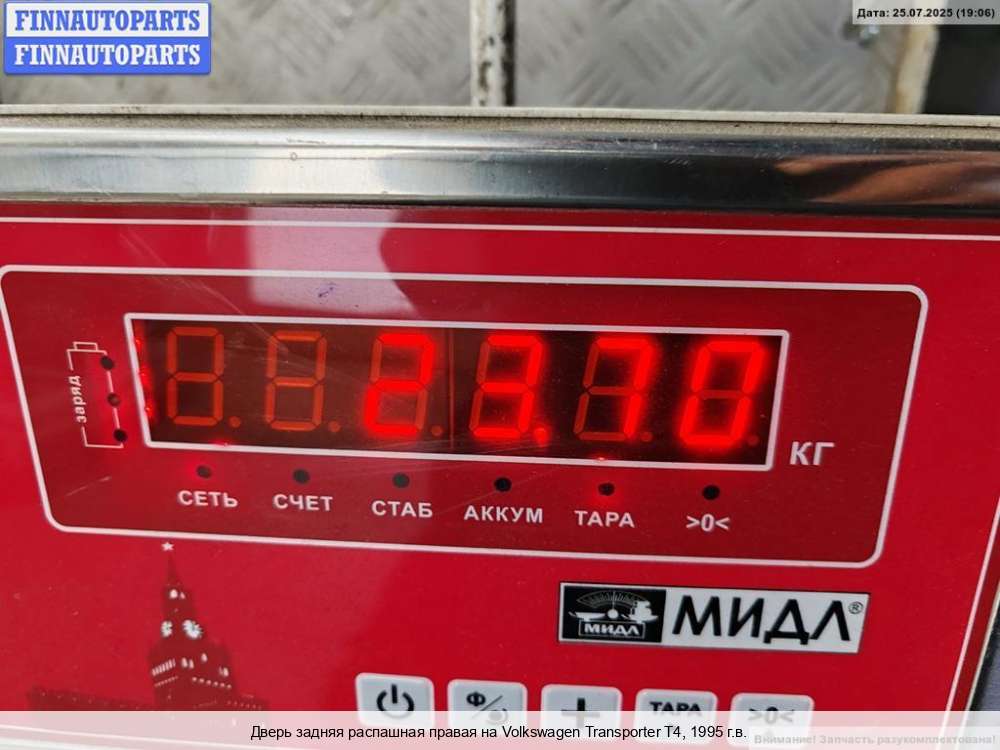 FINNAUTOPARTS
FINNAUTOPARTS
Дата: 25.07.2025 (19:06)
заряд
23.70
КГ
СЕТЬ СЧЕТ СТАБ АККУМ ТАРА >0<
МИДЛ
МИДЛ®
Ф
ТАРА >0<
Дверь задняя распашная правая на Volkswagen Transporter T4, 1995 г.в.
Внимание! Запчасть разукомплектована!